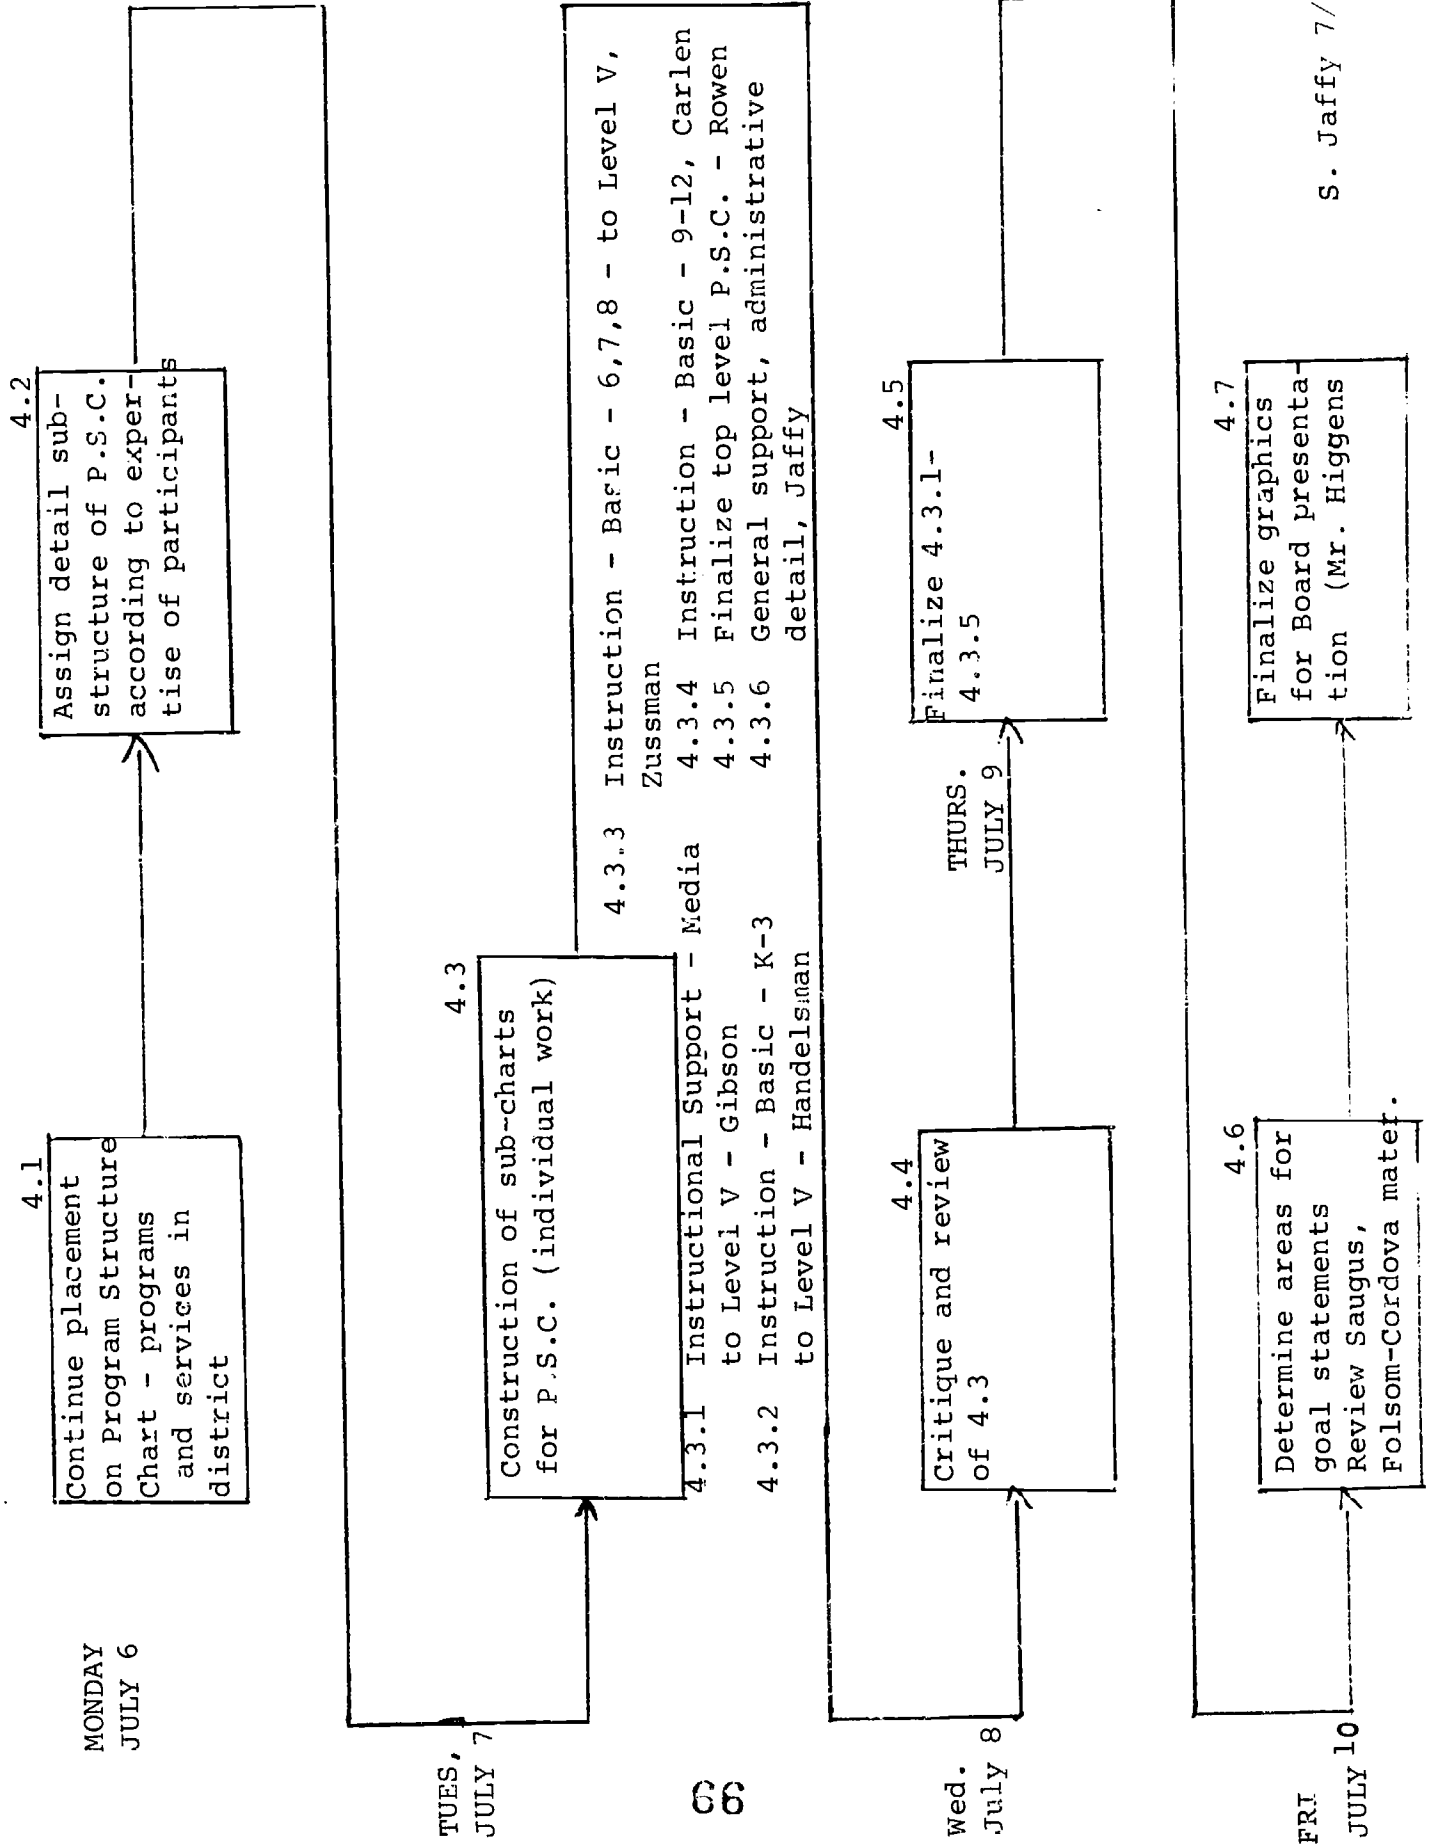 MONDAY
JULY 6
4.1
Continue placement
on Program Structure
Chart - programs
and services in
district
4.2
Assign detail sub-
structure of P.S.C.
according to exper-
tise of participants
TUES,
JULY 7
4.3
Construction of sub-charts
for P.S.C. (individual work)
4.3.1 Instructional Support - Media
to Level V - Gibson
4.3.2 Instruction - Basic - K-3
to Level V - Handelsman
4.3.3 Instruction - Basic - 6,7,8 - to Level V,
Zussman
4.3.4 Instruction - Basic - 9-12, Carlen
4.3.5 Finalize top level P.S.C. - Rowen
4.3.6 General support, administrative
detail, Jaffy
Wed.
July 8
4.4
Critique and review
of 4.3
THURS.
JULY 9
4.5
Finalize 4.3.1-
4.3.5
FRI
JULY 10
4.6
Determine areas for
goal statements
Review Saugus,
Folsom-Cordova mater.
4.7
Finalize graphics
for Board presenta-
tion (Mr. Higgens
S. Jaffy 7/